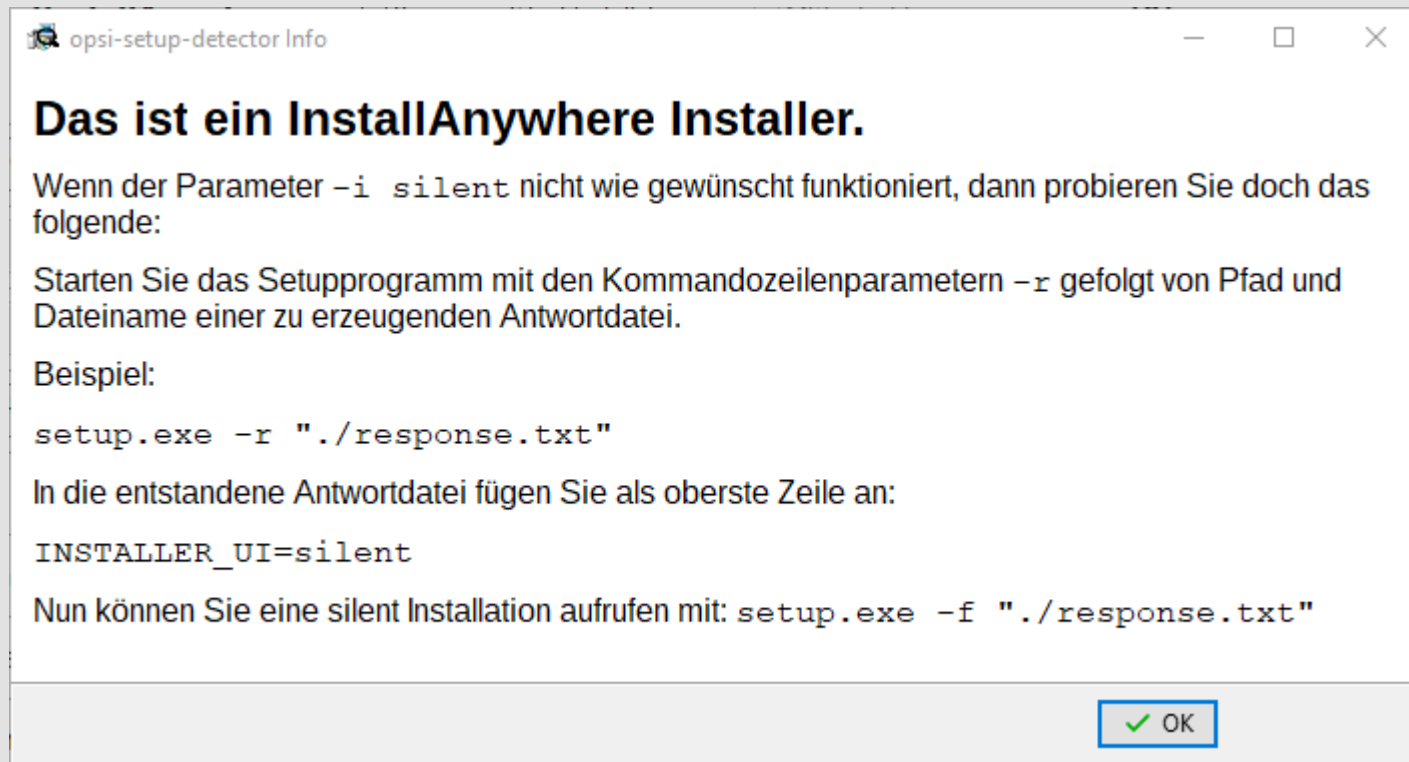 opsi-setup-detector Info
Das ist ein InstallAnywhere Installer.
Wenn der Parameter -i silent nicht wie gewünscht funktioniert, dann probieren Sie doch das
folgende:
Starten Sie das Setupprogramm mit den Kommandozeilenparametern -r gefolgt von Pfad und
Dateiname einer zu erzeugenden Antwortdatei.
Beispiel:
setup.exe -r "./response.txt"
In die entstandene Antwortdatei fügen Sie als oberste Zeile an:
INSTALLER_UI=silent
Nun können Sie eine silent Installation aufrufen mit: setup.exe -f "./response.txt"
OK